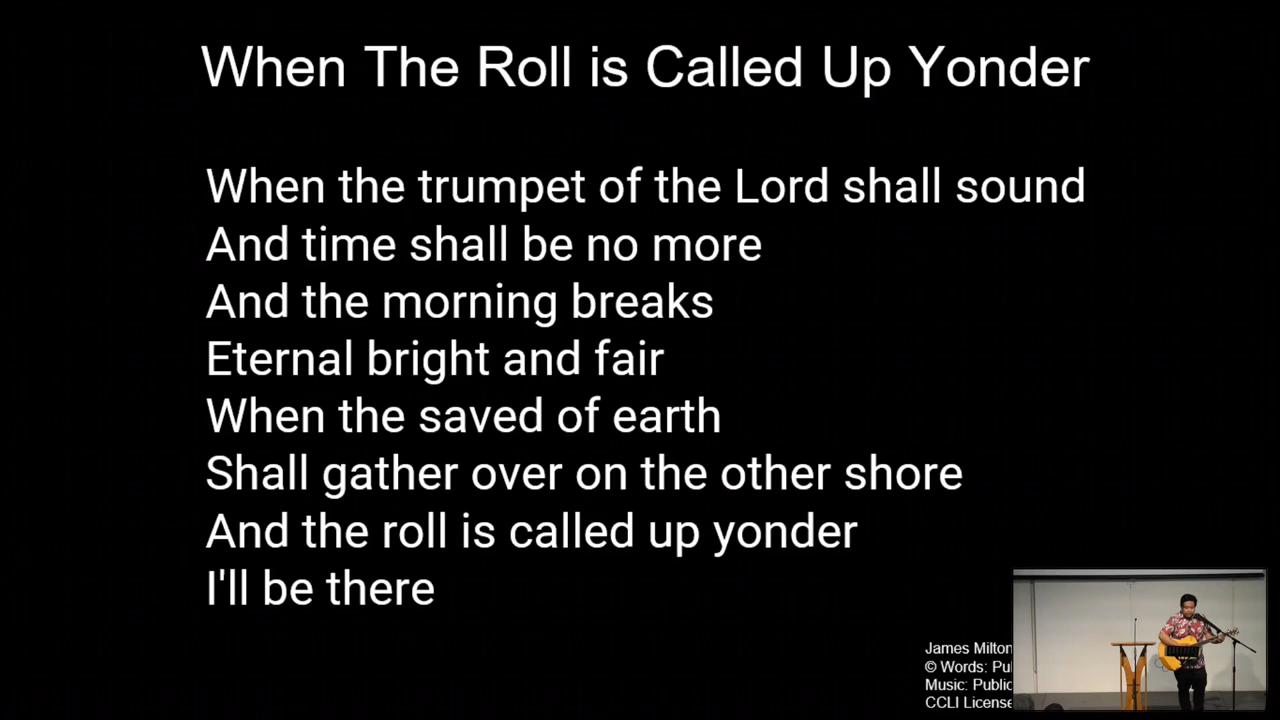 When The Roll is Called Up Yonder
When the trumpet of the Lord shall sound
And time shall be no more
And the morning breaks
Eternal bright and fair
When the saved of earth
Shall gather over on the other shore
And the roll is called up yonder
I'll be there
James Milton
© Words:
Music: Public
CCLI License